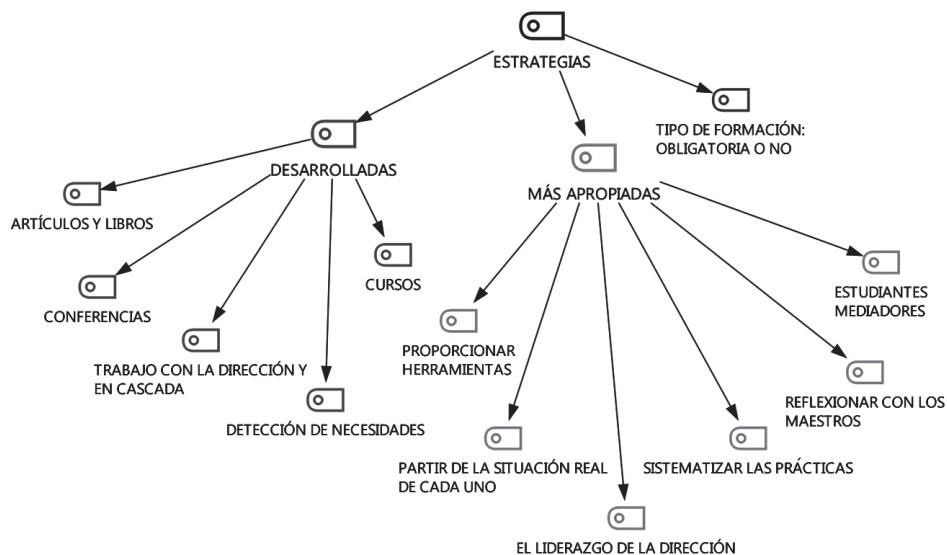 ESTRATEGIAS
TIPO DE FORMACIÓN:
OBLIGATORIA O NO
DESARROLLADAS
MÁS APROPIADAS
ARTÍCULOS Y LIBROS
CONFERENCIAS
TRABAJO CON LA DIRECCIÓN Y
EN CASCADA
DETECCIÓN DE NECESIDADES
CURSOS
PROPORCIONAR
HERRAMIENTAS
PARTIR DE LA SITUACIÓN REAL
DE CADA UNO
EL LIDERAZGO DE LA DIRECCIÓN
SISTEMATIZAR LAS PRÁCTICAS
REFLEXIONAR CON LOS
MAESTROS
ESTUDIANTES
MEDIADORES